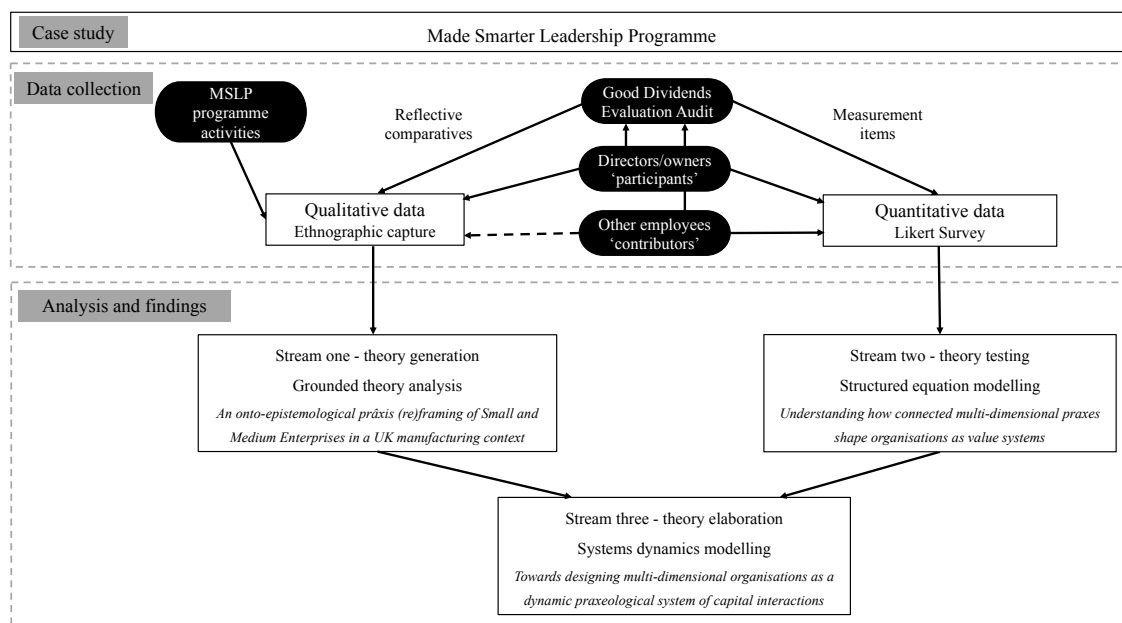 Case study
Made Smarter Leadership Programme
Data collection
MSLP
programme
activities
Reflective
comparatives
Good Dividends
Evaluation Audit
Measurement
items
Directors/owners
‘participants’
Qualitative data
Ethnographic capture
Other employees
‘contributors’
Quantitative data
Likert Survey
Analysis and findings
Stream one - theory generation
Grounded theory analysis
An onto-epistemological prâxis (re)framing of Small and
Medium Enterprises in a UK manufacturing context
Stream two - theory testing
Structured equation modelling
Understanding how connected multi-dimensional praxes
shape organisations as value systems
Stream three - theory elaboration
Systems dynamics modelling
Towards designing multi-dimensional organisations as a
dynamic praxeological system of capital interactions